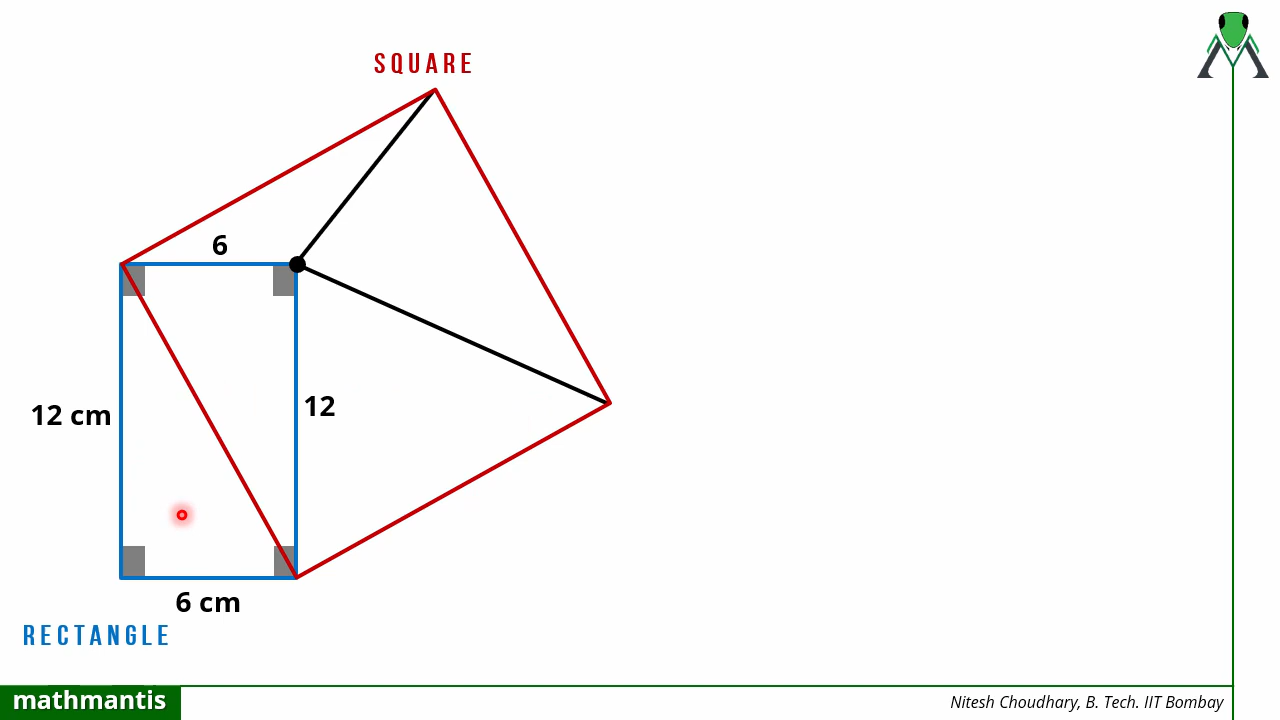 SQUARE
6
12 cm
12
6 cm
RECTANGLE
mathmantis
Nitesh Choudhary, B. Tech. IIT Bombay